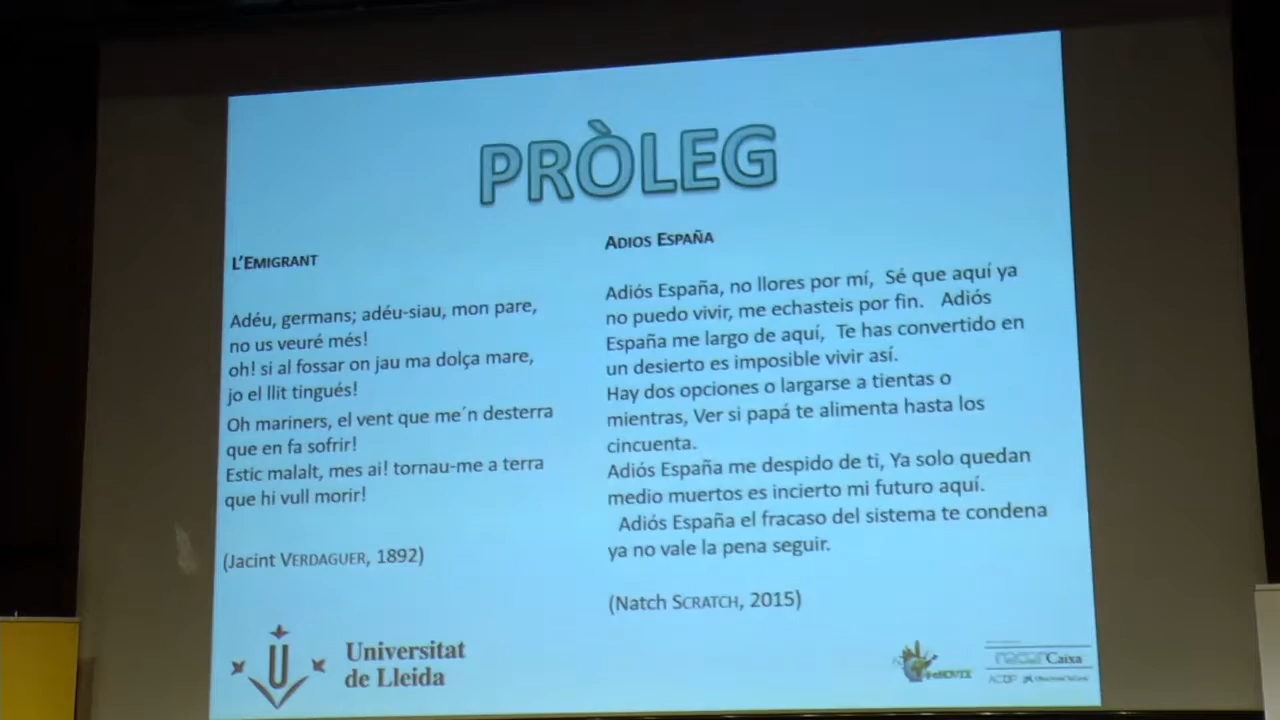 PRÒLEG
L'EMIGRANT
Adéu, germans; adéu-siau, mon pare,
no us veuré més!
oh! si al fossar on jau ma dolça mare,
jo el llit tingués!
Oh mariners, el vent que me´n desterra
que en fa sofrir!
Estic malalt, mes ai! tornau-me a terra
que hi vull morir!
(Jacint VERDAGUER, 1892)
ADIOS ESPAÑA
Adiós España, no llores por mí, Sé que aquí ya
no puedo vivir, me echasteis por fin. Adiós
España me largo de aquí, Te has convertido en
un desierto es imposible vivir así.
Hay dos opciones o largarse a tientas o
mientras, Ver si papá te alimenta hasta los
cincuenta.
Adiós España me despido de ti, Ya solo quedan
medio muertos es incierto mi futuro aquí.
Adiós España el fracaso del sistema te condena
ya no vale la pena seguir.
(Natch SCRATCH, 2015)
U
Universitat
de Lleida
recerCaixa
ACUP